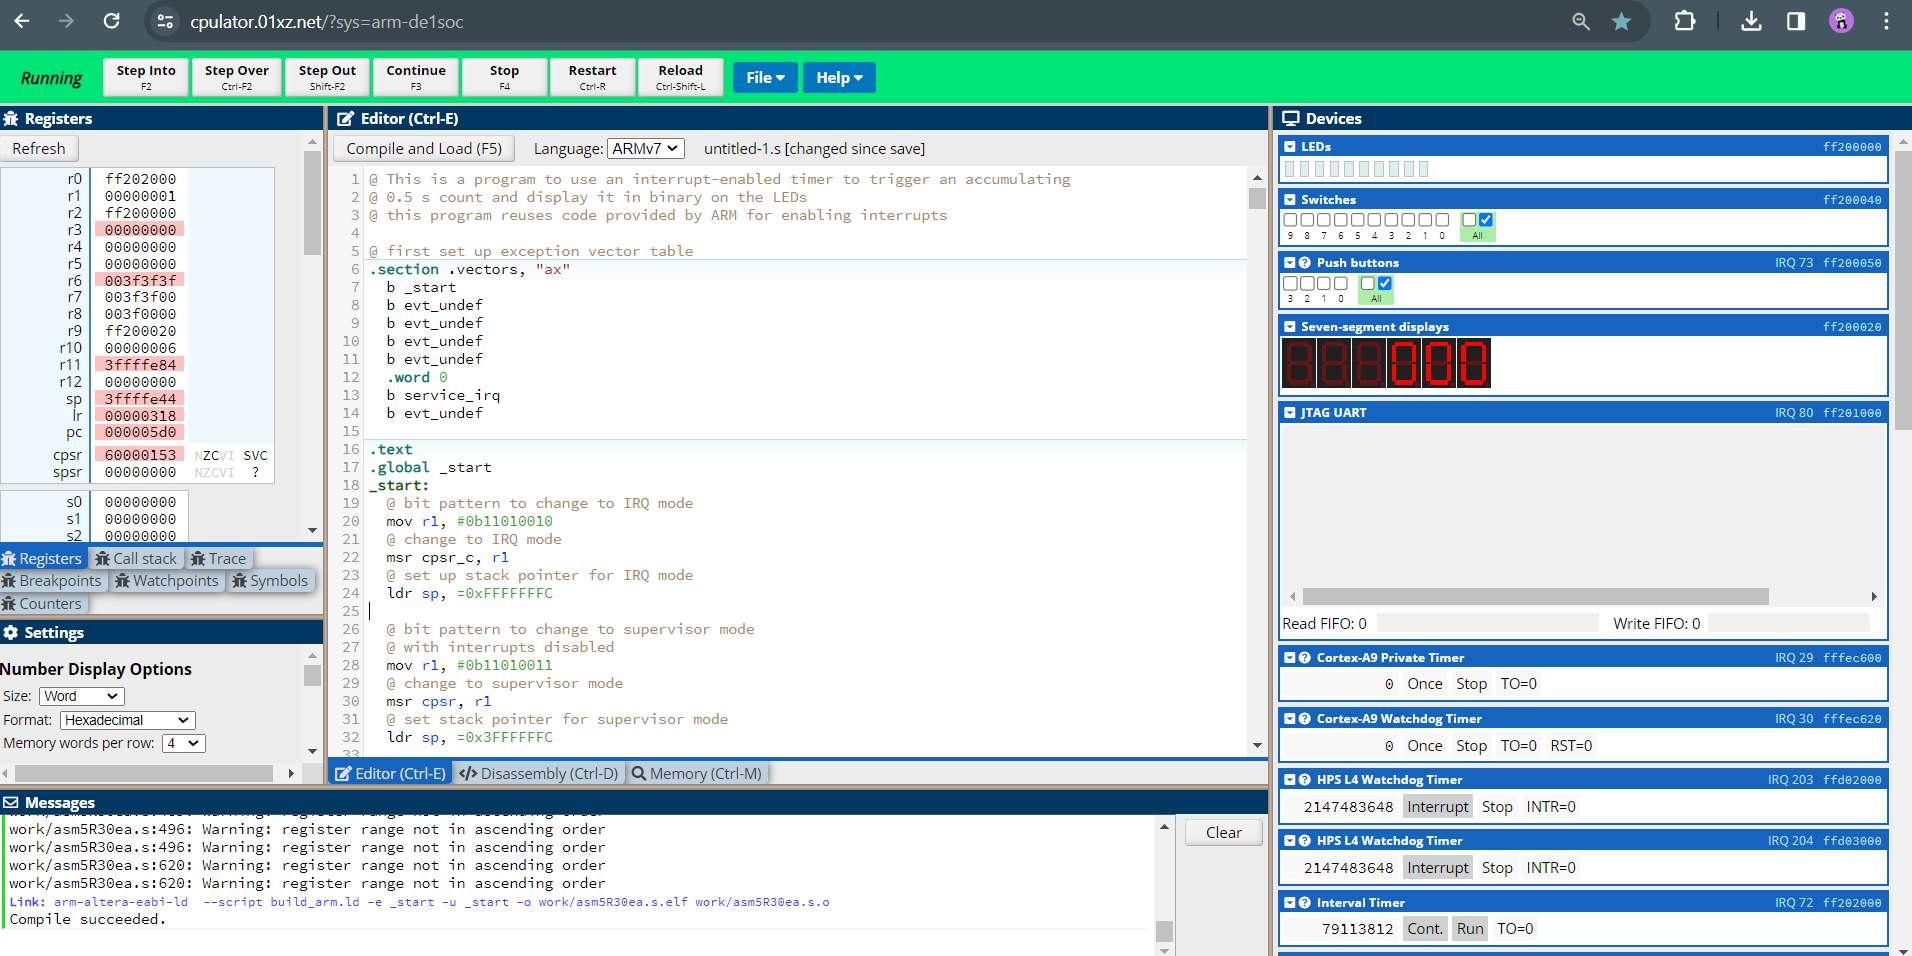 cpulator.01xz.net/?sys=arm-de1soc
Running
Step Into
F2
Step Over
Ctrl-F2
Step Out
Shift-F2
Continue
F3
Stop
F4
Restart
Ctrl-R
Reload
Ctrl-Shift-L
File
Help
Registers
Refresh
r0 ff202000
r1 00000001
r2 ff200000
r3 00000000
r4 00000000
r5 00000000
r6 003f3f3f
r7 003f3f00
r8 003f0000
r9 ff200020
r10 00000006
r11 3ffffe84
r12 00000000
sp 3ffffe44
lr 00000318
pc 000005d0
cpsr 60000153 NZCVI SVC
spsr 00000000 NZCVI ?
s0 00000000
s1 00000000
s2 00000000
Registers Call stack Trace
Breakpoints Watchpoints Symbols
Counters
Settings
Number Display Options
Size: Word
Format: Hexadecimal
Memory words per row: 4
Editor (Ctrl-E)
Compile and Load (F5) Language: ARMv7 untitled-1.s [changed since save]
1 @ This is a program to use an interrupt-enabled timer to trigger an accumulating
2 @ 0.5 s count and display it in binary on the LEDs
3 @ this program reuses code provided by ARM for enabling interrupts
4
5 @ first set up exception vector table
6 .section .vectors, "ax"
7 b _start
8 b evt_undef
9 b evt_undef
10 b evt_undef
11 b evt_undef
12 .word 0
13 b service_irq
14 b evt_undef
15
16 .text
17 .global _start
18 _start:
19 @ bit pattern to change to IRQ mode
20 mov r1, #0b11010010
21 @ change to IRQ mode
22 msr cpsr_c, r1
23 @ set up stack pointer for IRQ mode
24 ldr sp, =0xFFFFFFFC
25
26 @ bit pattern to change to supervisor mode
27 @ with interrupts disabled
28 mov r1, #0b11010011
29 @ change to supervisor mode
30 msr cpsr, r1
31 @ set stack pointer for supervisor mode
32 ldr sp, =0x3FFFFFFC
33
Editor (Ctrl-E) Disassembly (Ctrl-D) Memory (Ctrl-M)
Messages
work/asm5R30ea.s:496: Warning: register range not in ascending order
work/asm5R30ea.s:496: Warning: register range not in ascending order
work/asm5R30ea.s:620: Warning: register range not in ascending order
work/asm5R30ea.s:620: Warning: register range not in ascending order
Link: arm-altera-eabi-ld --script build_arm.ld -e _start -u _start -o work/asm5R30ea.s.elf work/asm5R30ea.s.o
Compile succeeded.
Clear
Devices
LEDs ff200000
Switches ff200040
9 8 7 6 5 4 3 2 1 0 All
Push buttons IRQ 73 ff200050
3 2 1 0 All
Seven-segment displays ff200020
000
JTAG UART IRQ 80 ff201000
Read FIFO: 0 Write FIFO: 0
Cortex-A9 Private Timer IRQ 29 fffec600
0 Once Stop TO=0
Cortex-A9 Watchdog Timer IRQ 30 fffec620
0 Once Stop TO=0 RST=0
HPS L4 Watchdog Timer IRQ 203 ffd02000
2147483648 Interrupt Stop INTR=0
HPS L4 Watchdog Timer IRQ 204 ffd03000
2147483648 Interrupt Stop INTR=0
Interval Timer IRQ 72 ff202000
79113812 Cont. Run TO=0